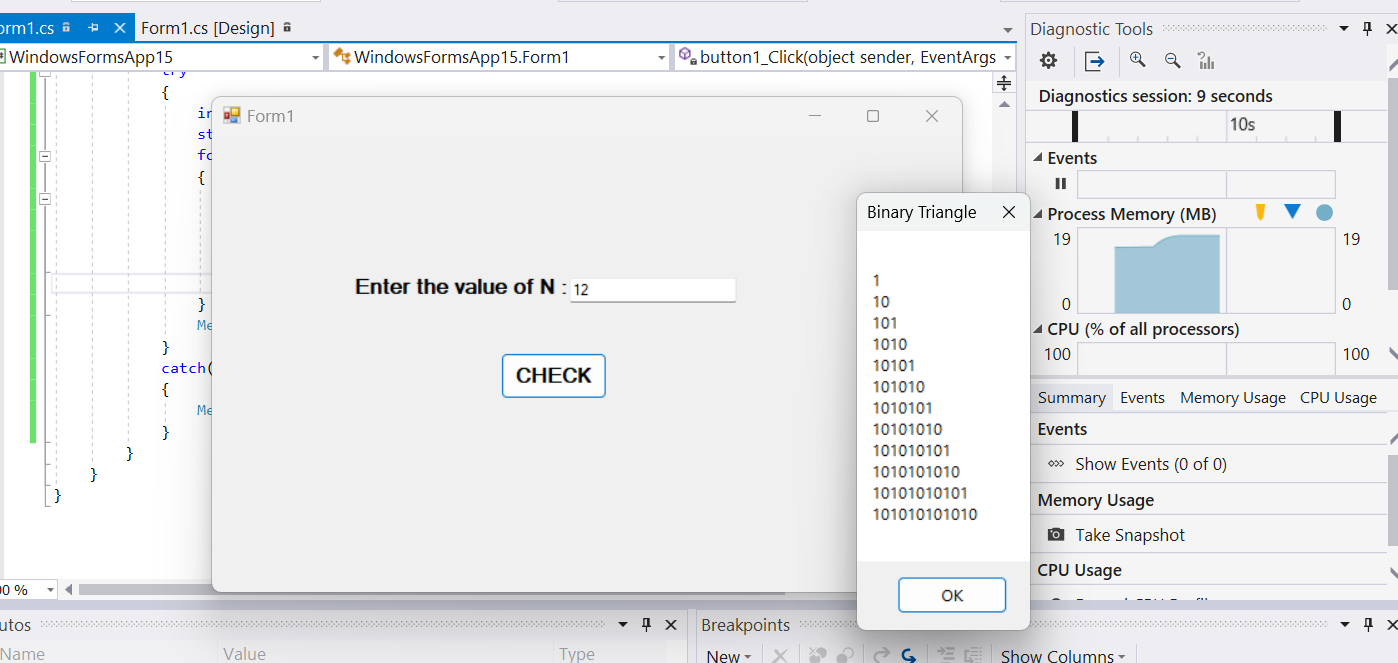 orm1.cs
Form1.cs [Design]
WindowsFormsApp15
WindowsFormsApp15.Form1
button1_Click(object sender, EventArgs
try
{
in
st
fo
{
}
Me
}
catch(
{
Me
}
}
}
}
00 %
Form1
Enter the value of N :
12
CHECK
Binary Triangle
1
10
101
1010
10101
101010
1010101
10101010
101010101
1010101010
10101010101
101010101010
OK
Diagnostic Tools
Diagnostics session: 9 seconds
10s
Events
Process Memory (MB)
19
19
0
0
CPU (% of all processors)
100
100
Summary
Events
Memory Usage
CPU Usage
Events
Show Events (0 of 0)
Memory Usage
Take Snapshot
CPU Usage
utos
Name
Value
Type
Breakpoints
New
Show Columns